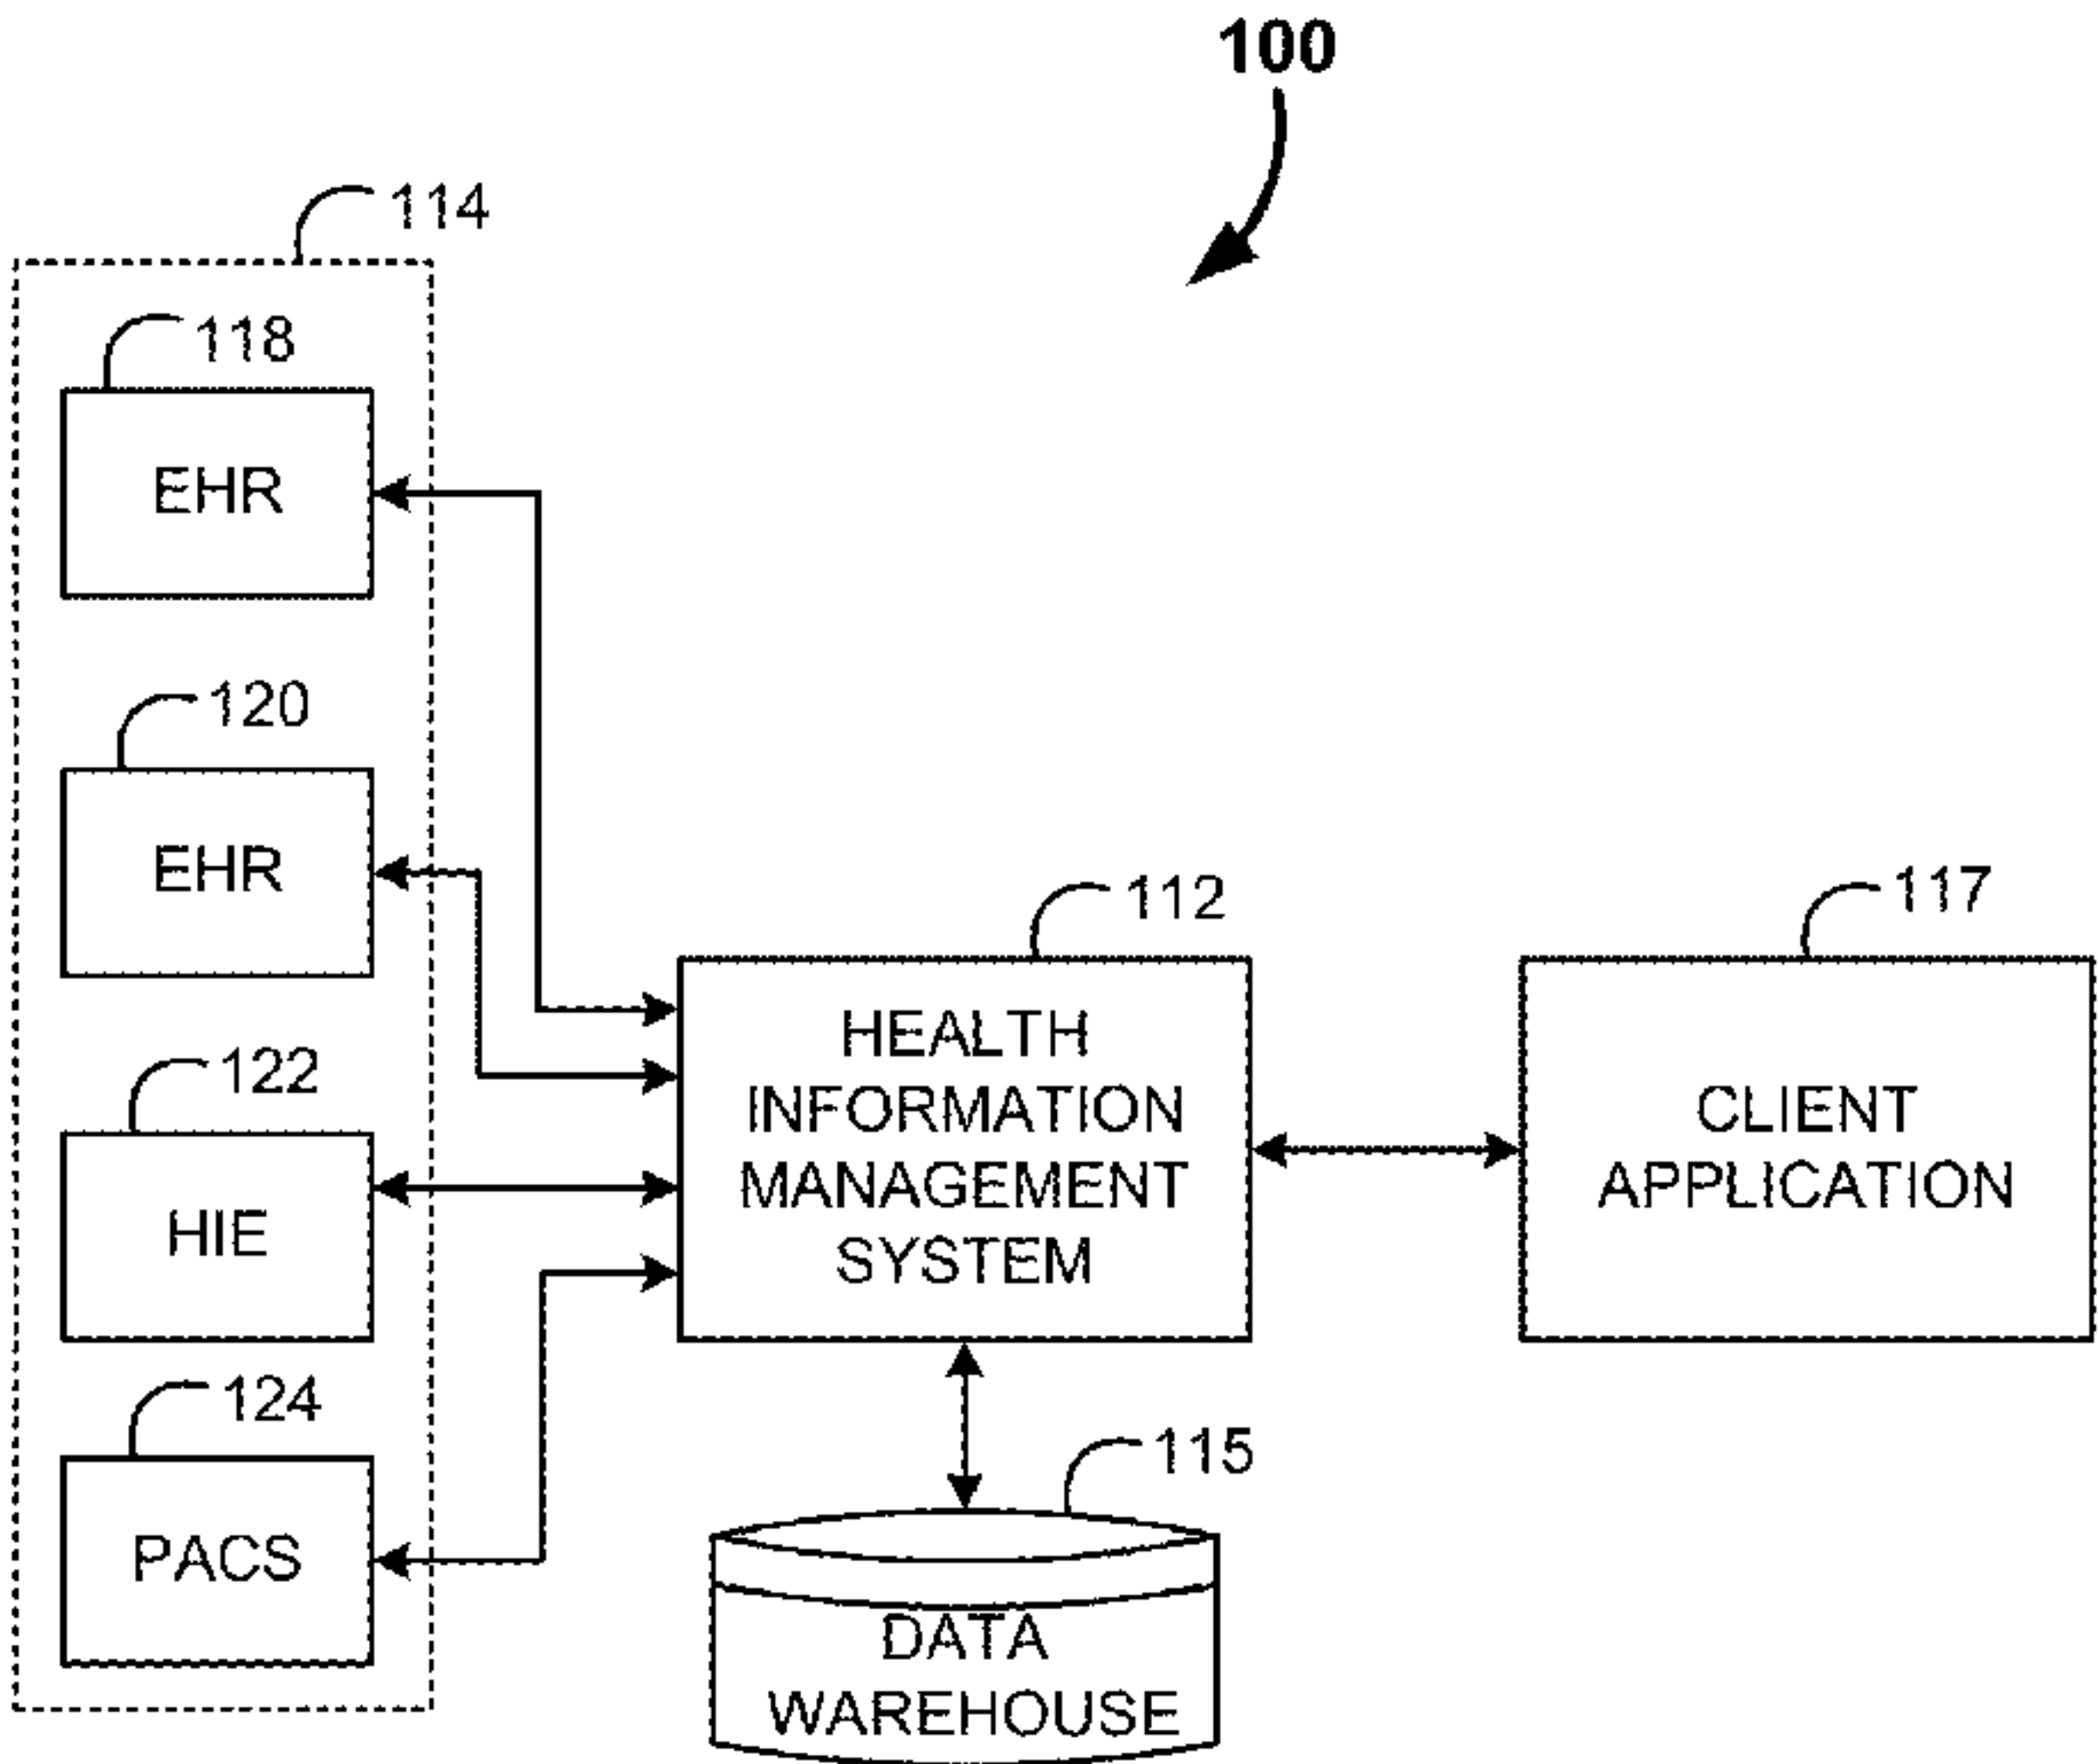 100
114
118
EHR
120
EHR
112
117
HEALTH
INFORMATION
MANAGEMENT
SYSTEM
CLIENT
APPLICATION
122
HIE
124
PACS
115
DATA
WAREHOUSE